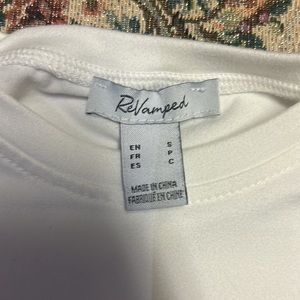 ReVamped
EN S
FR P
ES C
MADE IN CHINA
FABRIQUÉ EN CHINE